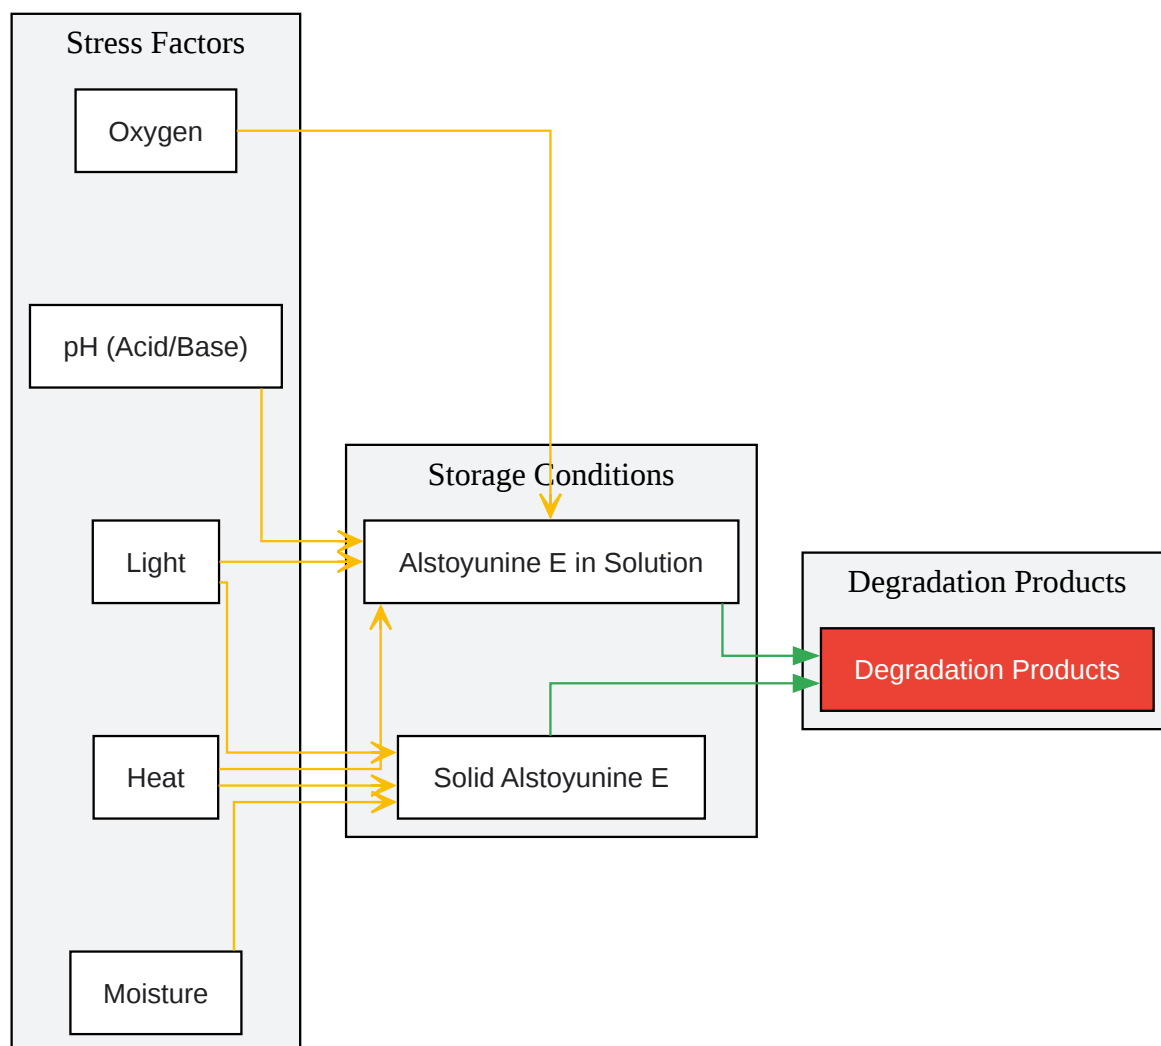 Stress Factors
Oxygen
pH (Acid/Base)
Light
Heat
Moisture
Storage Conditions
Alstoyunine E in Solution
Solid Alstoyunine E
Degradation Products
Degradation Products